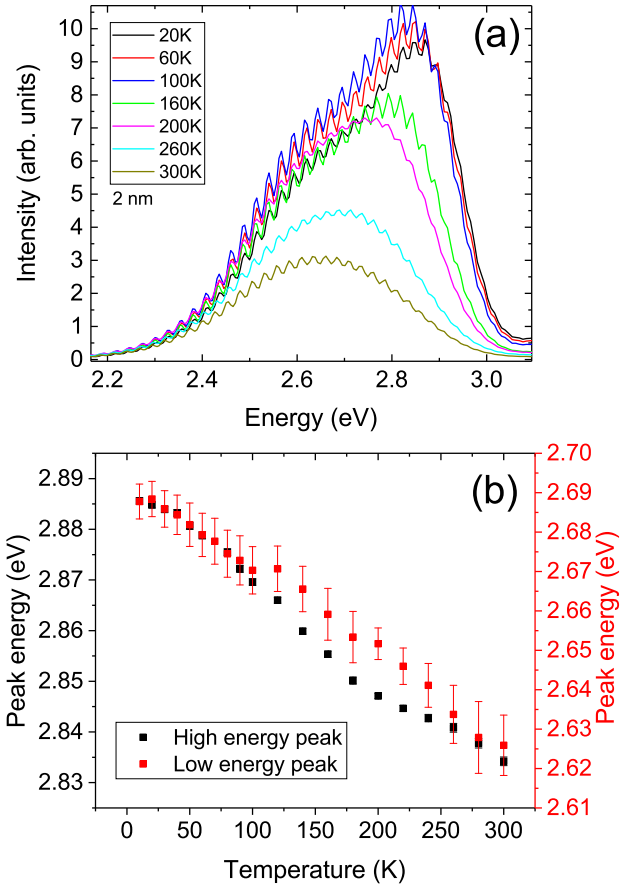 (a)
20K
60K
100K
160K
200K
260K
300K
2 nm
Intensity (arb. units)
10
9
8
7
6
5
4
3
2
1
0
2.2 2.4 2.6 2.8 3.0
Energy (eV)
(b)
Peak energy (eV)
2.89
2.88
2.87
2.86
2.85
2.84
2.83
2.70
2.69
2.68
2.67
2.66
2.65
2.64
2.63
2.62
2.61
Peak energy (eV)
High energy peak
Low energy peak
0 50 100 150 200 250 300
Temperature (K)